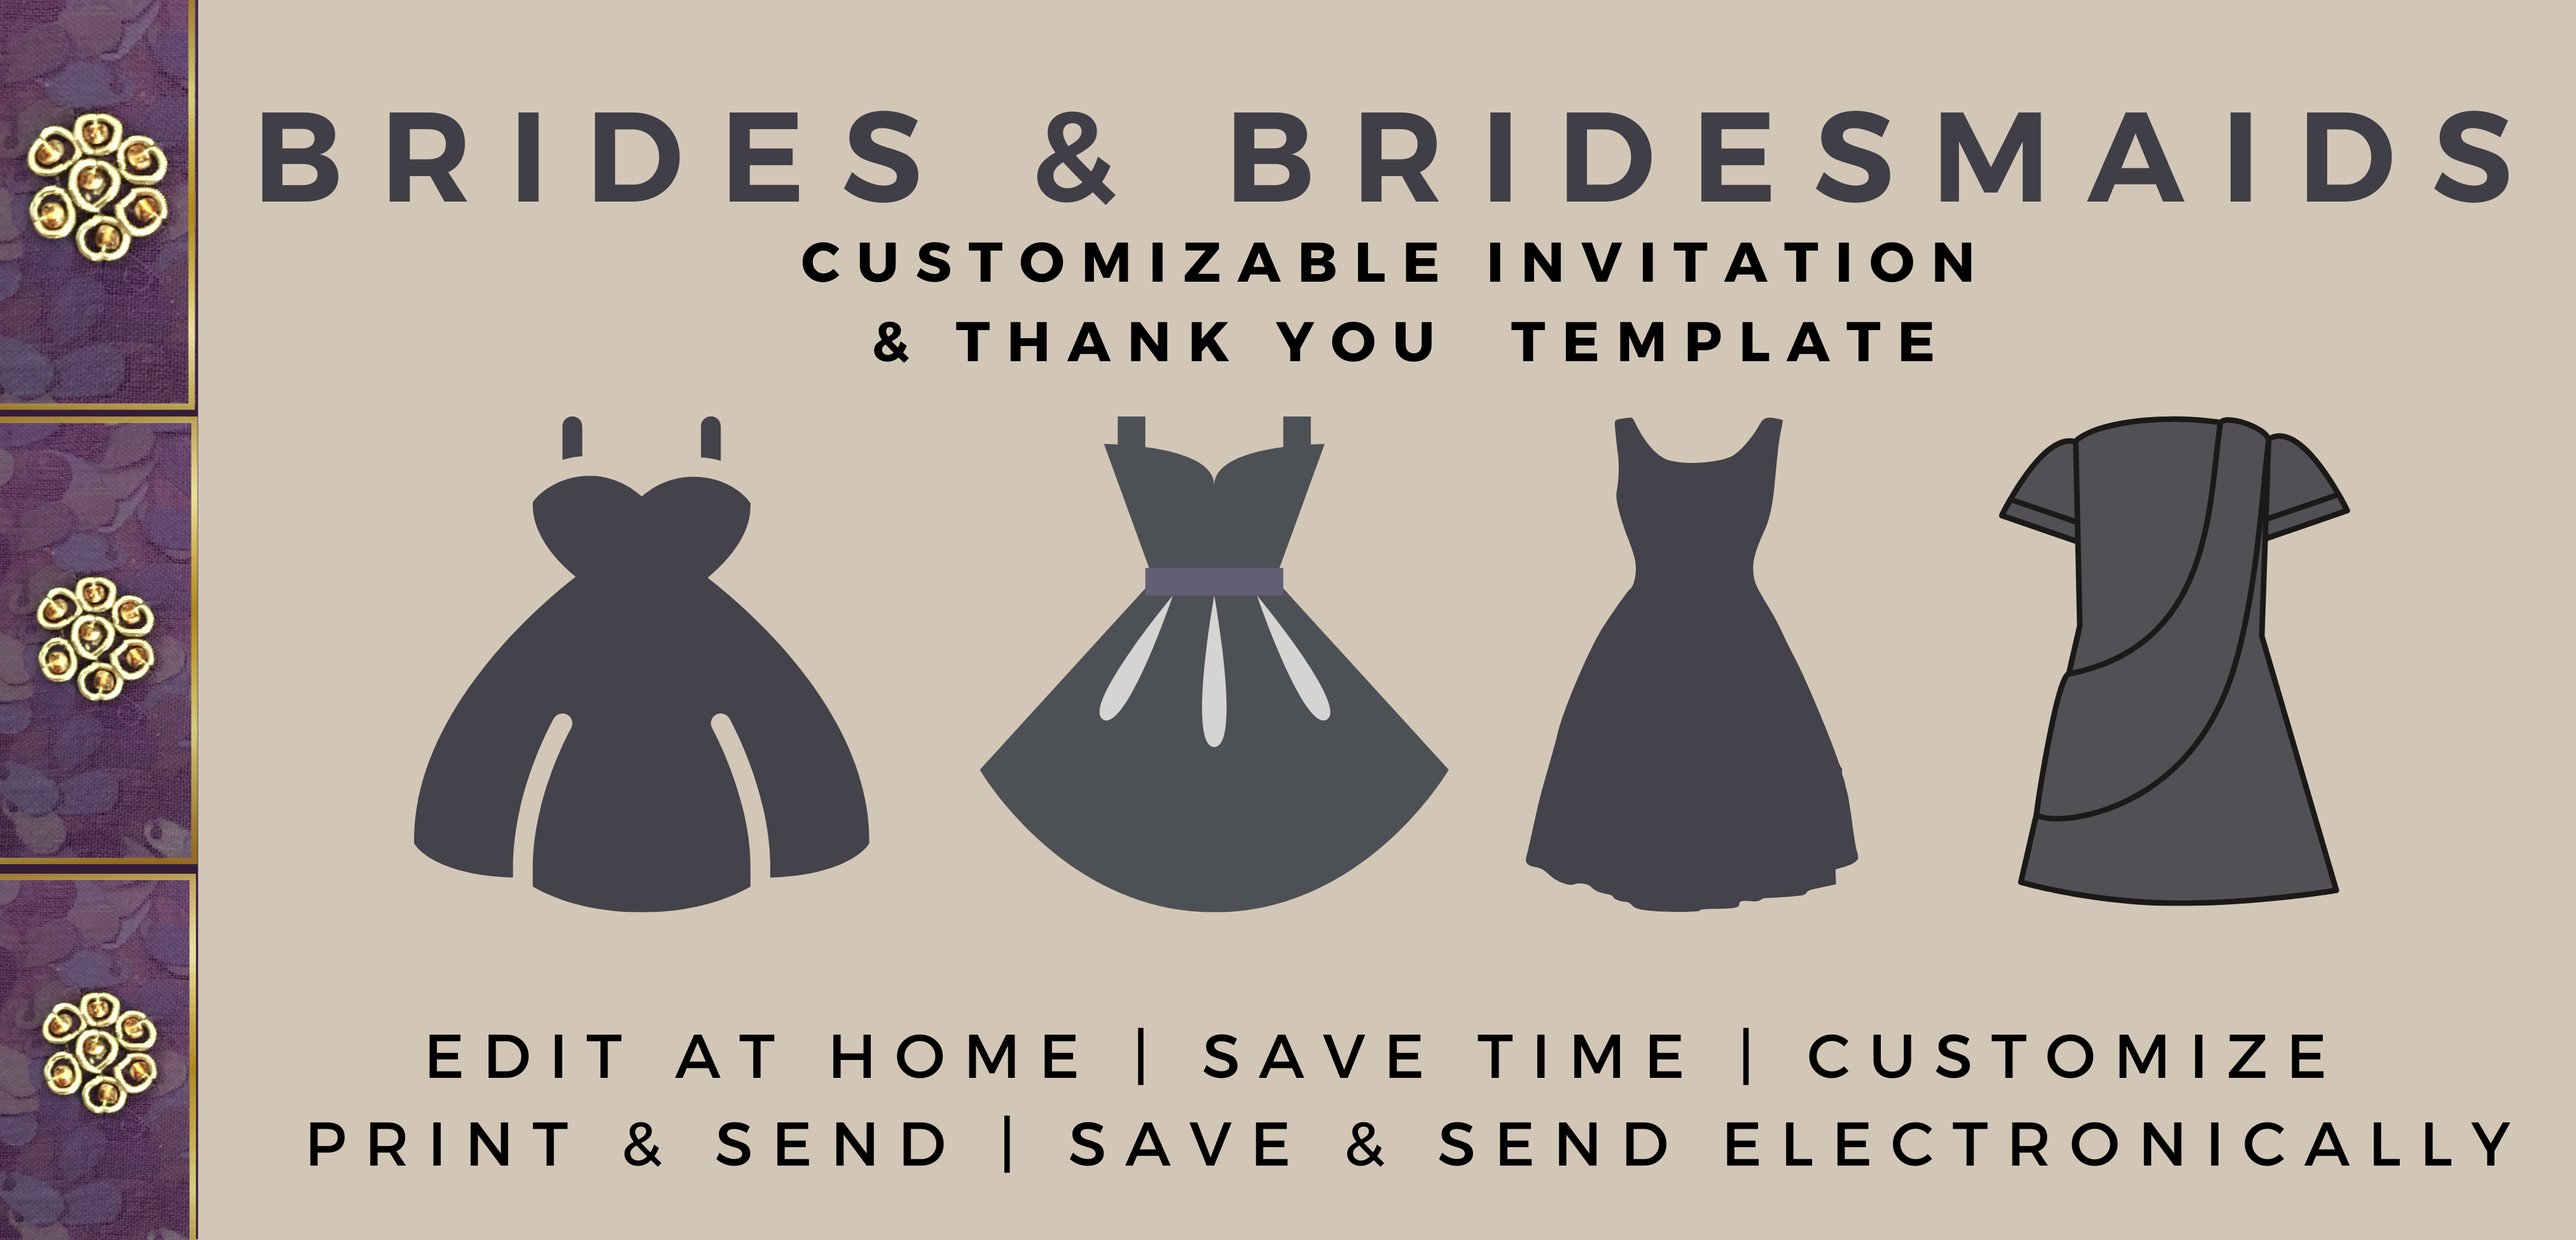 BRIDES & BRIDESMAIDS
CUSTOMIZABLE INVITATION
& THANK YOU TEMPLATE
EDIT AT HOME | SAVE TIME | CUSTOMIZE
PRINT & SEND | SAVE & SEND ELECTRONICALLY